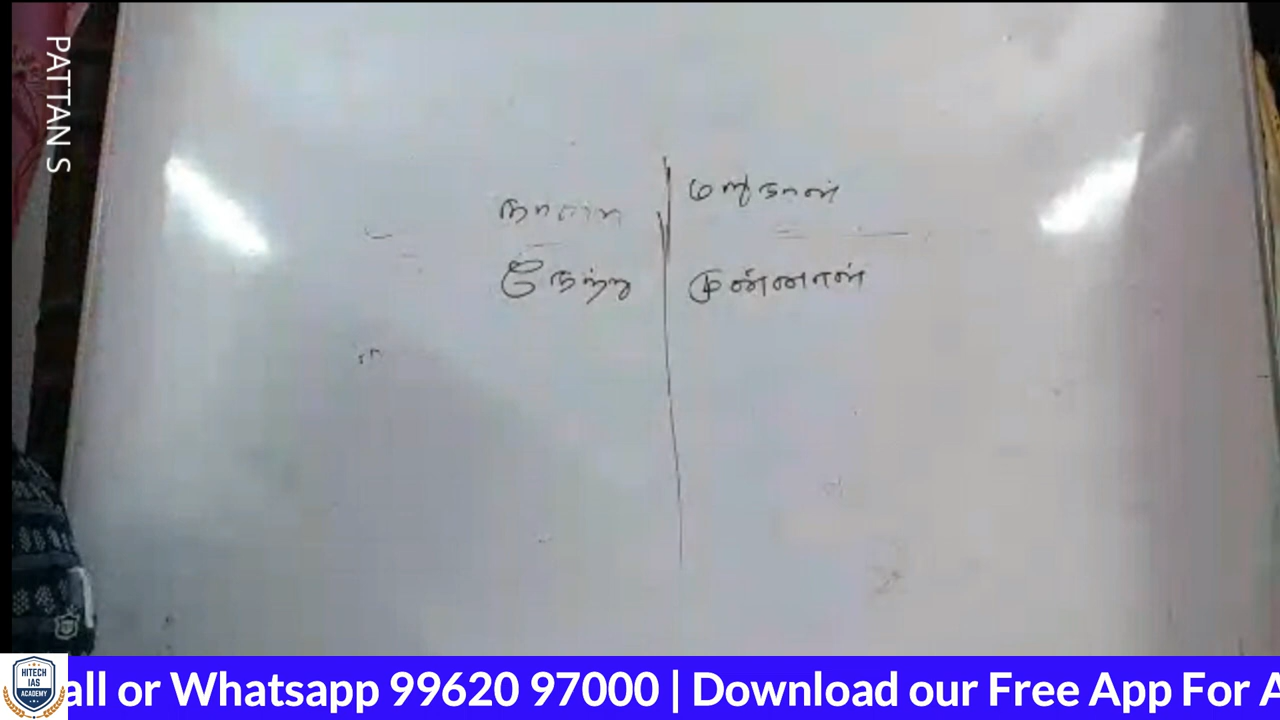 PATTAN S
நாளை மறுநாள்
நேற்று முன்னாள்
HITECH
IAS
ACADEMY
all or Whatsapp 99620 97000 | Download our Free App For A